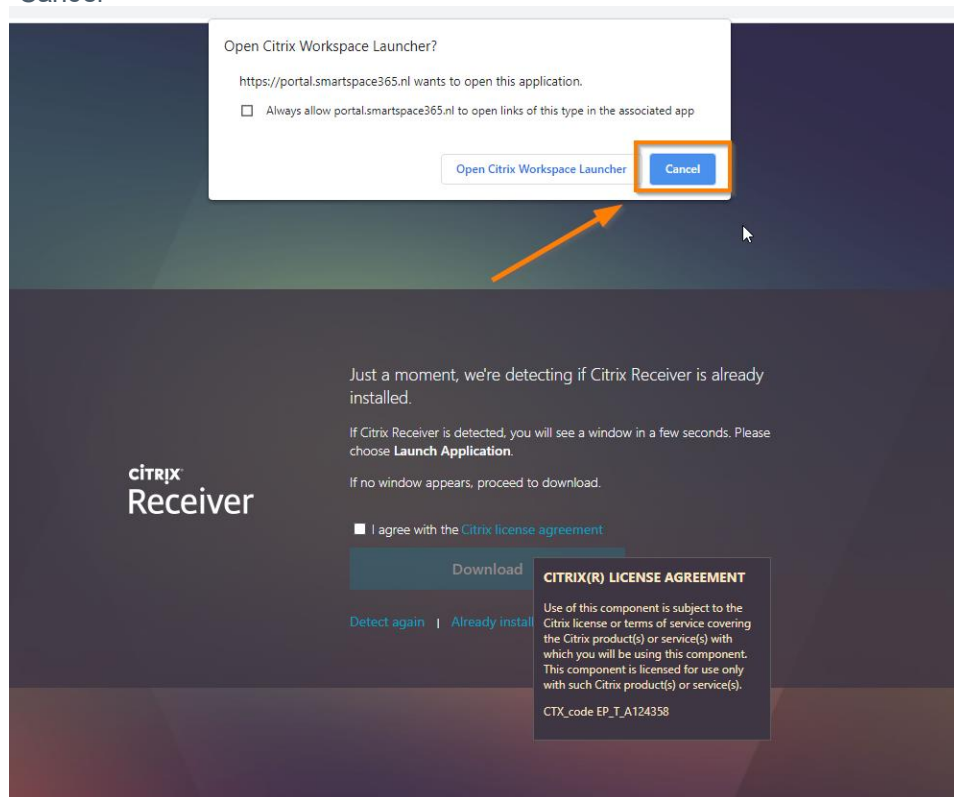 Cancel
Open Citrix Workspace Launcher?
https://portal.smartspace365.nl wants to open this application.
Always allow portal.smartspace365.nl to open links of this type in the associated app
Open Citrix Workspace Launcher
Cancel
Just a moment, we're detecting if Citrix Receiver is already
installed.
If Citrix Receiver is detected, you will see a window in a few seconds. Please
choose Launch Application.
If no window appears, proceed to download.
CİTRIX
Receiver
I agree with the Citrix license agreement
Download
Detect again | Already install
CITRIX(R) LICENSE AGREEMENT
Use of this component is subject to the
Citrix license or terms of service covering
the Citrix product(s) or service(s) with
which you will be using this component.
This component is licensed for use only
with such Citrix product(s) or service(s).
CTX_code EP_T_A124358